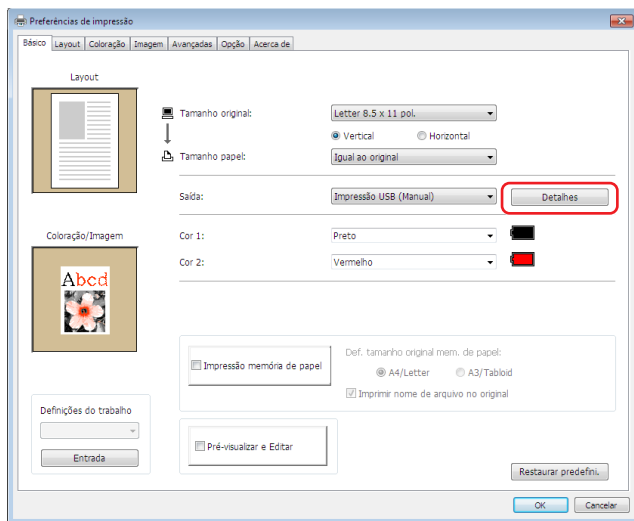 Preferências de impressão
Básico Layout Coloração Imagem Avançadas Opção Acerca de
Layout
Tamanho original: Letter 8.5 x 11 pol.
Vertical Horizontal
Tamanho papel: Igual ao original
Saída: Impressão USB (Manual) Detalhes
Coloração/Imagem
Cor 1: Preto
Cor 2: Vermelho
Abcd
Impressão memória de papel
Def. tamanho original mem. de papel:
A4/Letter A3/Tabloid
Imprimir nome de arquivo no original
Definições do trabalho
Entrada
Pré-visualizar e Editar
Restaurar predefini.
OK Cancelar